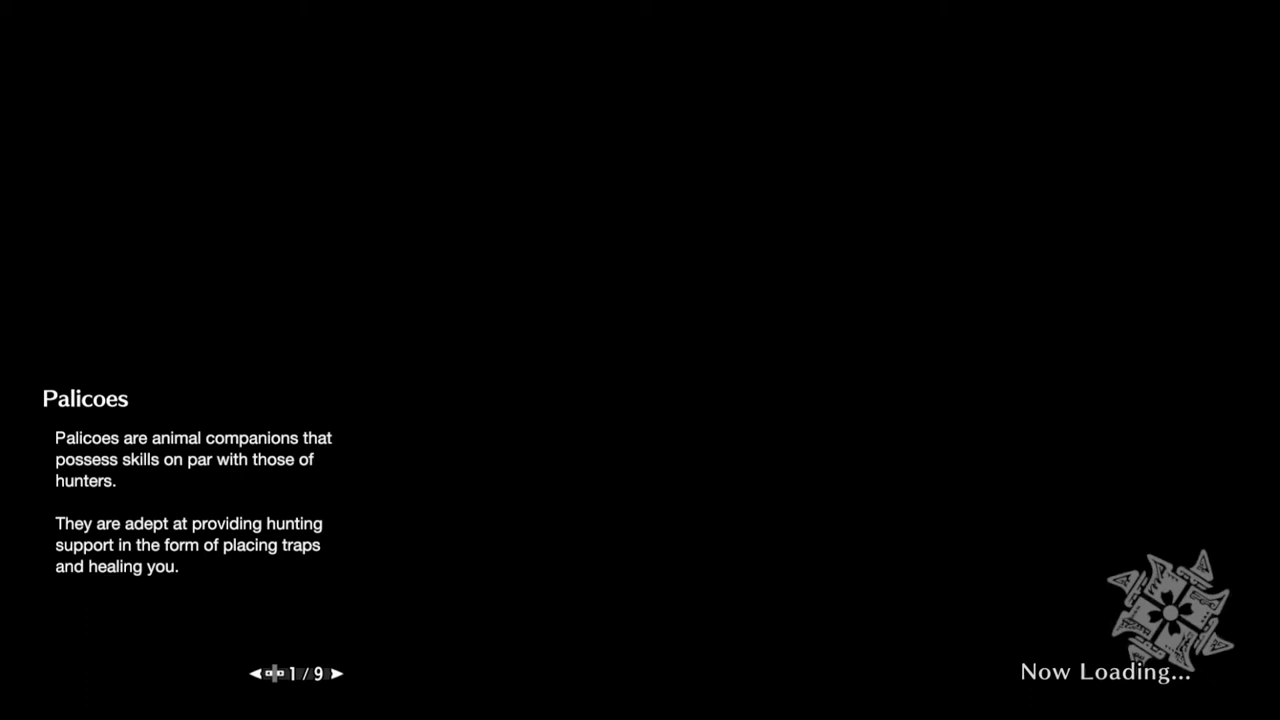 Palicoes
Palicoes are animal companions that
possess skills on par with those of
hunters.
They are adept at providing hunting
support in the form of placing traps
and healing you.
1 / 9
Now Loading...